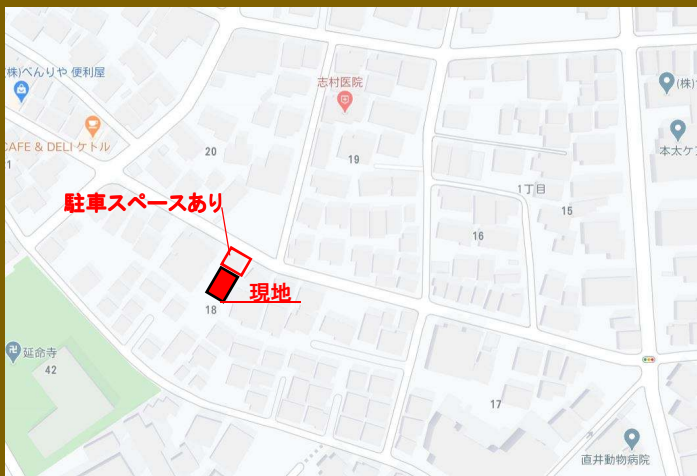 (株)べんりや 便利屋
志村医院
(株)
CAFE & DELI ケトル
20
19
本太ケア
1
1丁目
15
駐車スペースあり
16
現地
18
延命寺
42
17
直井動物病院